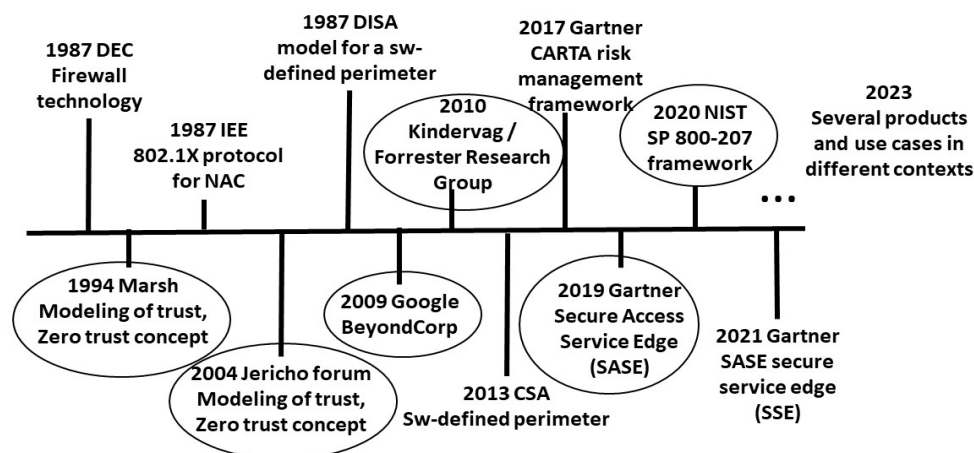 1987 DEC
Firewall
technology
1987 IEE
802.1X protocol
for NAC
1987 DISA
model for a sw-
defined perimeter
2010
Kindervag /
Forrester Research
Group
2017 Gartner
CARTA risk
management
framework
2020 NIST
SP 800-207
framework
2023
Several products
and use cases in
different contexts
...
1994 Marsh
Modeling of trust,
Zero trust concept
2004 Jericho forum
Modeling of trust,
Zero trust concept
2009 Google
BeyondCorp
2013 CSA
Sw-defined perimeter
2019 Gartner
Secure Access
Service Edge
(SASE)
2021 Gartner
SASE secure
service edge
(SSE)